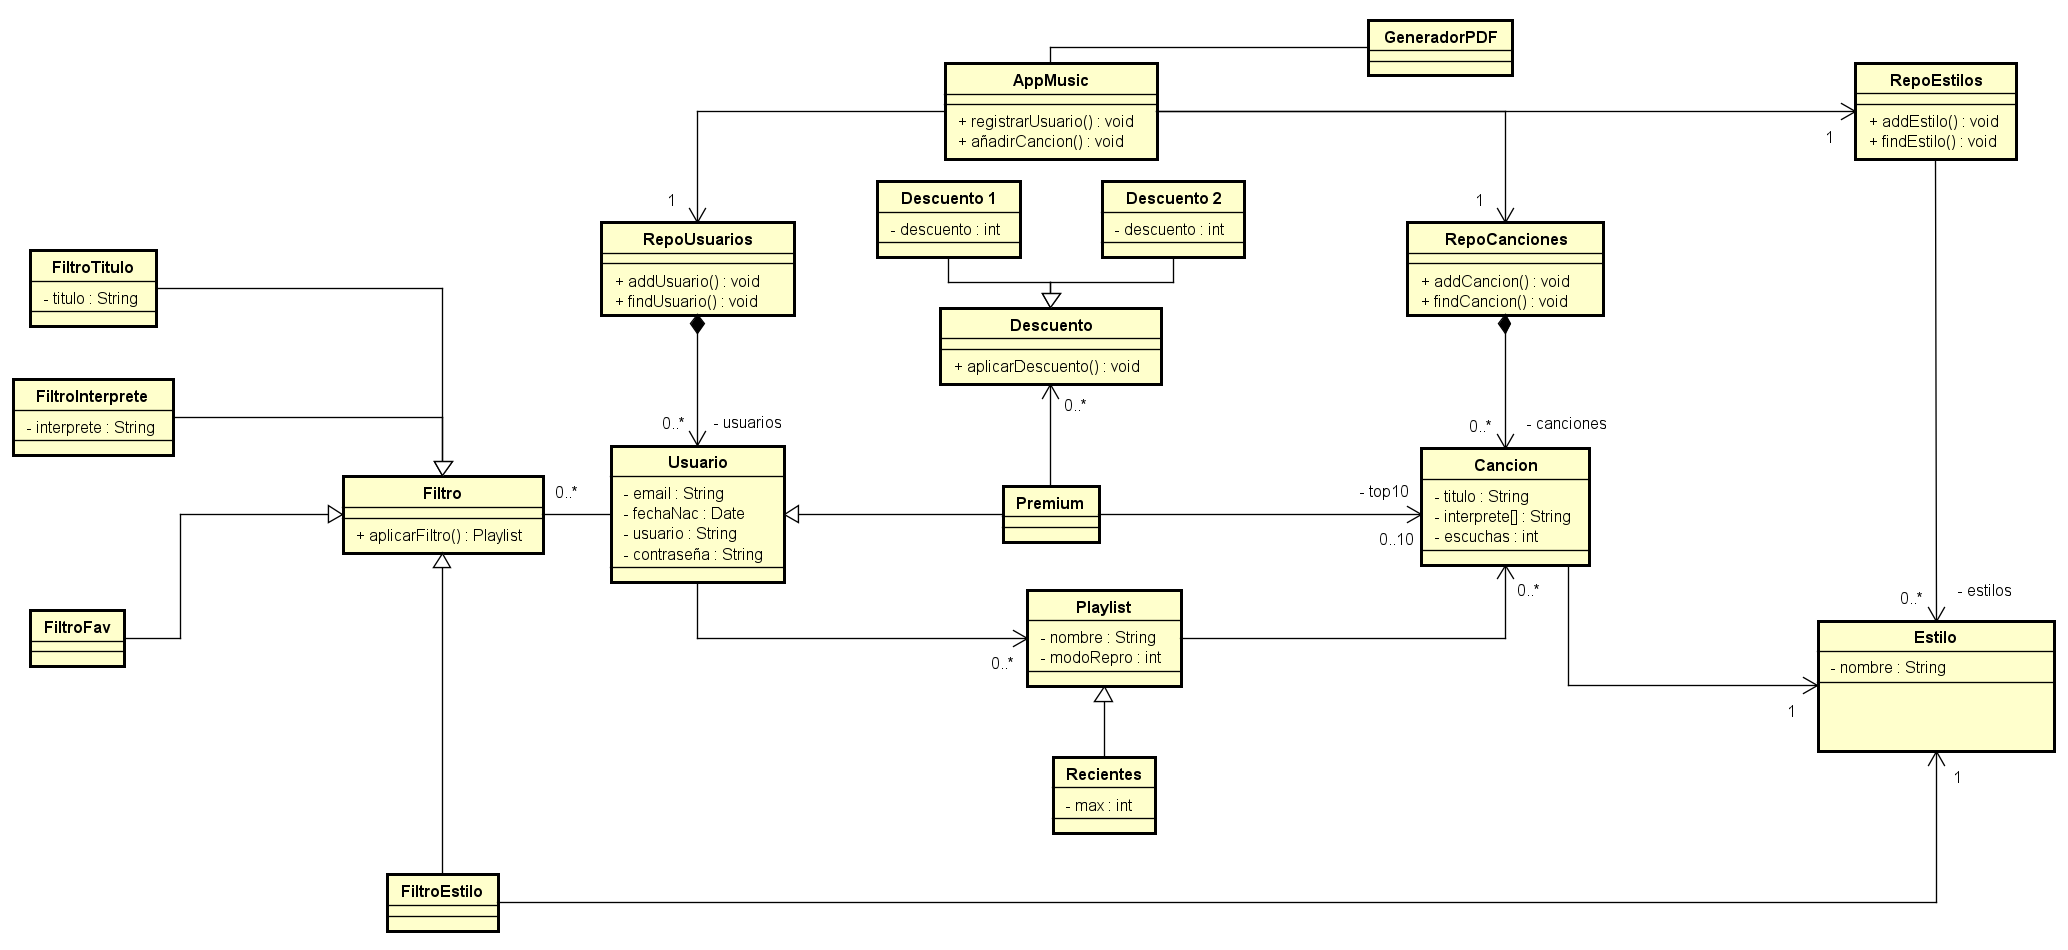 GeneradorPDF
AppMusic
+ registrarUsuario() : void
+ añadirCancion() : void
RepoEstilos
+ addEstilo() : void
+ findEstilo() : void
1
1
1
Descuento 1
- descuento : int
Descuento 2
- descuento : int
RepoUsuarios
+ addUsuario() : void
+ findUsuario() : void
RepoCanciones
+ addCancion() : void
+ findCancion() : void
FiltroTitulo
- titulo : String
Descuento
+ aplicarDescuento() : void
0..*
FiltroInterprete
- interprete : String
0..*
- usuarios
0..*
- canciones
Filtro
+ aplicarFiltro() : Playlist
0..*
Usuario
- email : String
- fechaNac : Date
- usuario : String
- contraseña : String
Premium
- top10
0..10
Cancion
- titulo : String
- interprete[] : String
- escuchas : int
0..*
FiltroFav
Playlist
- nombre : String
- modoRepro : int
0..*
0..*
- estilos
Estilo
- nombre : String
1
1
Recientes
- max : int
FiltroEstilo